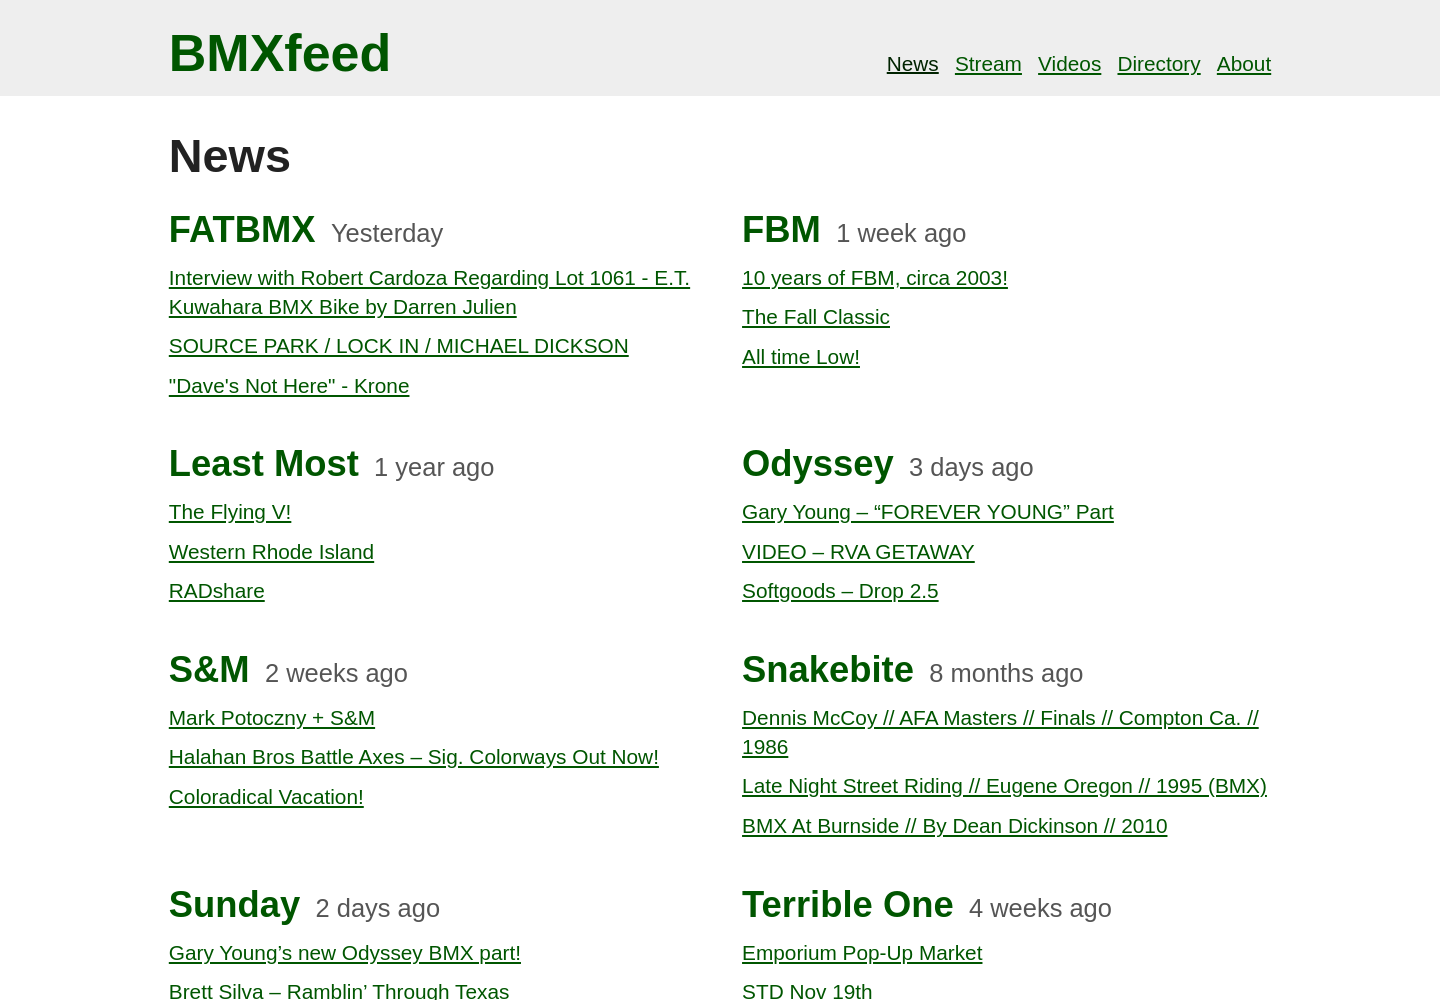 BMXfeed
News Stream Videos Directory About
News
FATBMX Yesterday
Interview with Robert Cardoza Regarding Lot 1061 - E.T.
Kuwahara BMX Bike by Darren Julien
SOURCE PARK / LOCK IN / MICHAEL DICKSON
"Dave's Not Here" - Krone
FBM 1 week ago
10 years of FBM, circa 2003!
The Fall Classic
All time Low!
Least Most 1 year ago
The Flying V!
Western Rhode Island
RADshare
Odyssey 3 days ago
Gary Young – “FOREVER YOUNG” Part
VIDEO – RVA GETAWAY
Softgoods – Drop 2.5
S&M 2 weeks ago
Mark Potoczny + S&M
Halahan Bros Battle Axes – Sig. Colorways Out Now!
Coloradical Vacation!
Snakebite 8 months ago
Dennis McCoy // AFA Masters // Finals // Compton Ca. //
1986
Late Night Street Riding // Eugene Oregon // 1995 (BMX)
BMX At Burnside // By Dean Dickinson // 2010
Sunday 2 days ago
Gary Young’s new Odyssey BMX part!
Brett Silva – Ramblin’ Through Texas
Terrible One 4 weeks ago
Emporium Pop-Up Market
STD Nov 19th